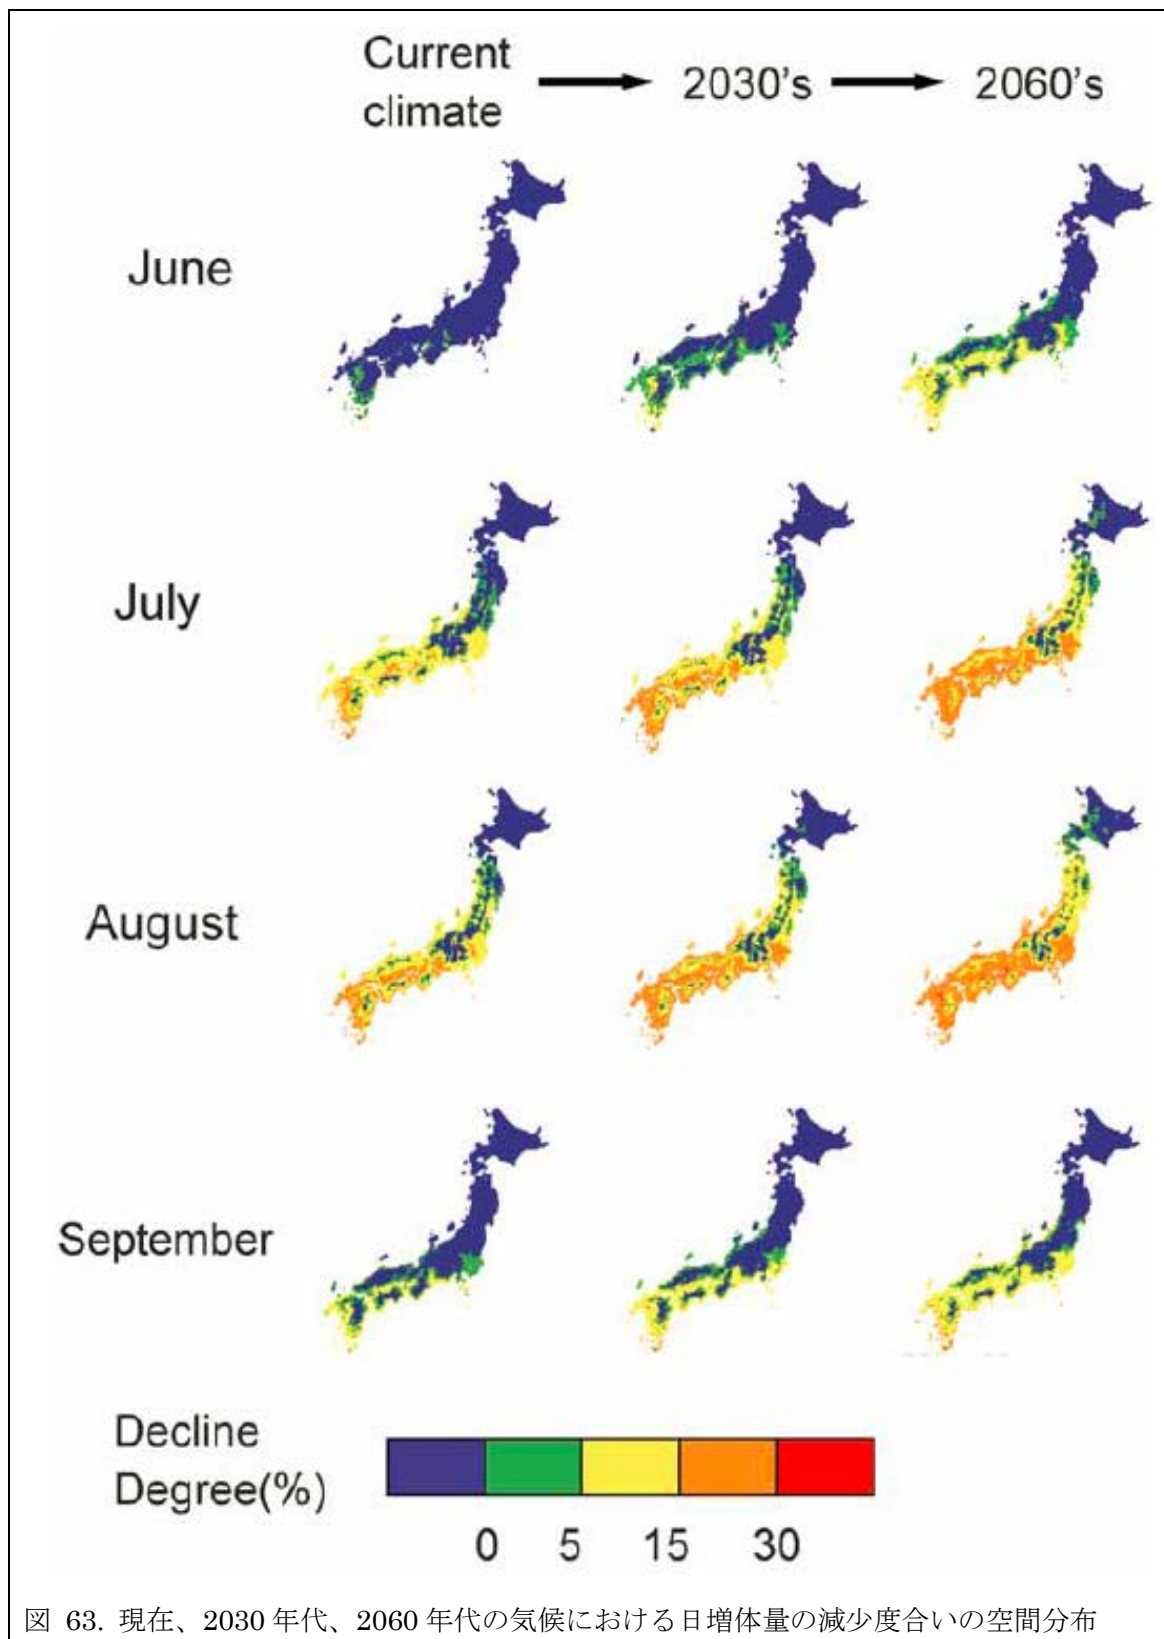 Current
climate
2030's
2060's
June
July
August
September
Decline
Degree(%)
0 5 15 30
図 63. 現在、2030 年代、2060 年代の気候における日増体量の減少度合いの空間分布